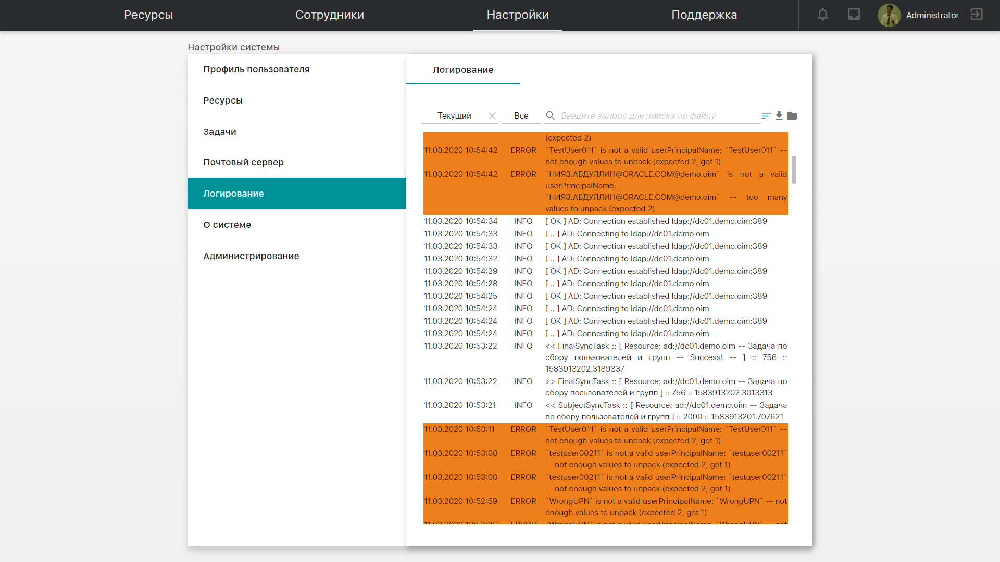 Ресурсы Сотрудники Настройки Поддержка Administrator
Настройки системы
Профиль пользователя
Ресурсы
Задачи
Почтовый сервер
Логирование
О системе
Администрирование
Логирование
Текущий Все Введите запрос для поиска по файлу
(expected 2)
11.03.2020 10:54:42 ERROR `TestUser011` is not a valid userPrincipalName: `TestUser011` --
not enough values to unpack (expected 2, got 1)
11.03.2020 10:54:42 ERROR `НИЯЗ.АБДУЛЛИН@ORACLE.COM@demo.oim` is not a valid
userPrincipalName:
`НИЯЗ.АБДУЛЛИН@ORACLE.COM@demo.oim` -- too many
values to unpack (expected 2)
11.03.2020 10:54:34 INFO [ OK ] AD: Connection established ldap://dc01.demo.oim:389
11.03.2020 10:54:33 INFO [ .. ] AD: Connecting to ldap://dc01.demo.oim
11.03.2020 10:54:33 INFO [ OK ] AD: Connection established ldap://dc01.demo.oim:389
11.03.2020 10:54:32 INFO [ .. ] AD: Connecting to ldap://dc01.demo.oim
11.03.2020 10:54:29 INFO [ OK ] AD: Connection established ldap://dc01.demo.oim:389
11.03.2020 10:54:28 INFO [ .. ] AD: Connecting to ldap://dc01.demo.oim
11.03.2020 10:54:25 INFO [ OK ] AD: Connection established ldap://dc01.demo.oim:389
11.03.2020 10:54:24 INFO [ .. ] AD: Connecting to ldap://dc01.demo.oim
11.03.2020 10:54:24 INFO [ OK ] AD: Connection established ldap://dc01.demo.oim:389
11.03.2020 10:54:24 INFO [ .. ] AD: Connecting to ldap://dc01.demo.oim
11.03.2020 10:53:22 INFO << FinalSyncTask :: [ Resource: ad://dc01.demo.oim -- Задача по
сбору пользователей и групп -- Success! -- ] :: 756 ::
1583913202.3189337
11.03.2020 10:53:22 INFO >> FinalSyncTask :: [ Resource: ad://dc01.demo.oim -- Задача по
сбору пользователей и групп ] :: 756 :: 1583913202.3013313
11.03.2020 10:53:21 INFO << SubjectSyncTask :: [ Resource: ad://dc01.demo.oim -- Задача
по сбору пользователей и групп ] :: 2000 :: 1583913201.707621
11.03.2020 10:53:11 ERROR `TestUser011` is not a valid userPrincipalName: `TestUser011` --
not enough values to unpack (expected 2, got 1)
11.03.2020 10:53:00 ERROR `testuser00211` is not a valid userPrincipalName: `testuser00211`
-- not enough values to unpack (expected 2, got 1)
11.03.2020 10:53:00 ERROR `testuser00211` is not a valid userPrincipalName: `testuser00211`
-- not enough values to unpack (expected 2, got 1)
11.03.2020 10:52:59 ERROR `WrongUPN` is not a valid userPrincipalName: `WrongUPN` -- not
enough values to unpack (expected 2, got 1)
ERROR `WrongUPN` is not a valid userPrincipalName: `WrongUPN` -- not